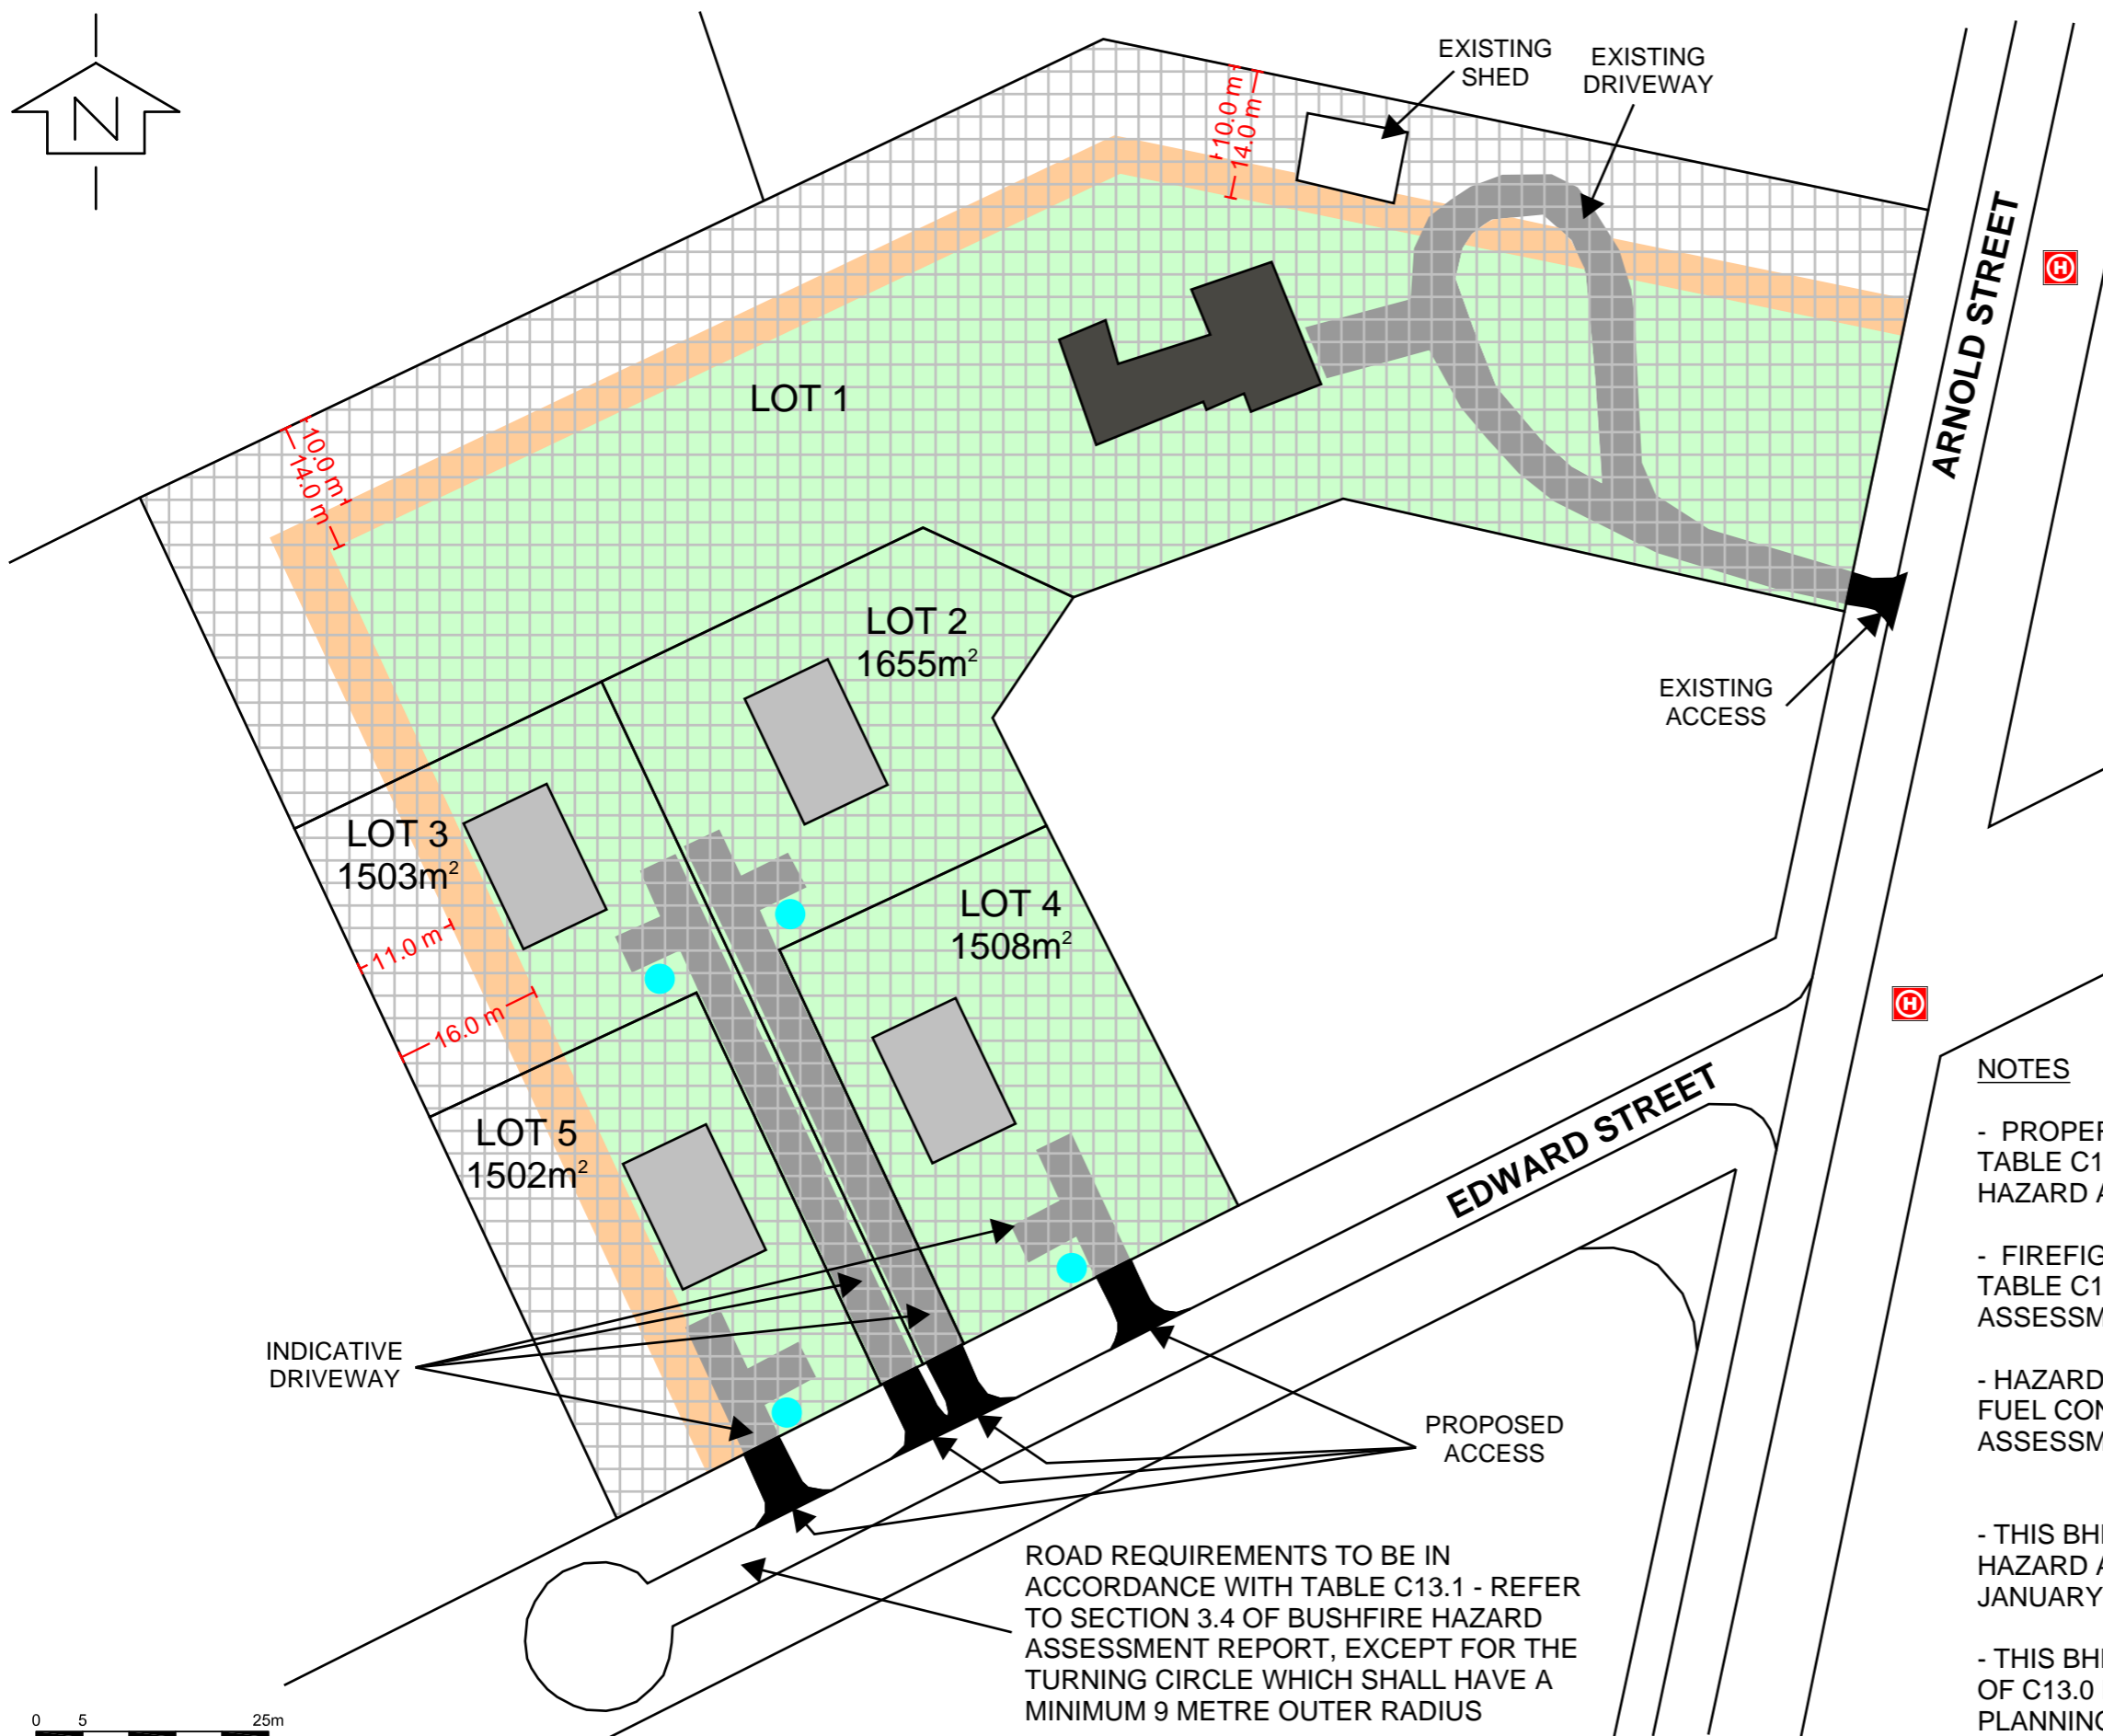 N
EXISTING
SHED
EXISTING
DRIVEWAY
10.0 m
14.0 m
H
ARNOLD STREET
LOT 1
10.0 m
14.0 m
LOT 2
1655m²
EXISTING
ACCESS
LOT 3
1503m²
LOT 4
1508m²
11.0 m
16.0 m
H
LOT 5
1502m²
EDWARD STREET
INDICATIVE
DRIVEWAY
PROPOSED
ACCESS
ROAD REQUIREMENTS TO BE IN
ACCORDANCE WITH TABLE C13.1 - REFER
TO SECTION 3.4 OF BUSHFIRE HAZARD
ASSESSMENT REPORT, EXCEPT FOR THE
TURNING CIRCLE WHICH SHALL HAVE A
MINIMUM 9 METRE OUTER RADIUS
0 5 25m
NOTES
- PROPER
TABLE C1
HAZARD A
- FIREFIG
TABLE C1
ASSESSM
- HAZARD
FUEL CON
ASSESSM
- THIS BH
HAZARD A
JANUARY
- THIS BH
OF C13.0
PLANNING